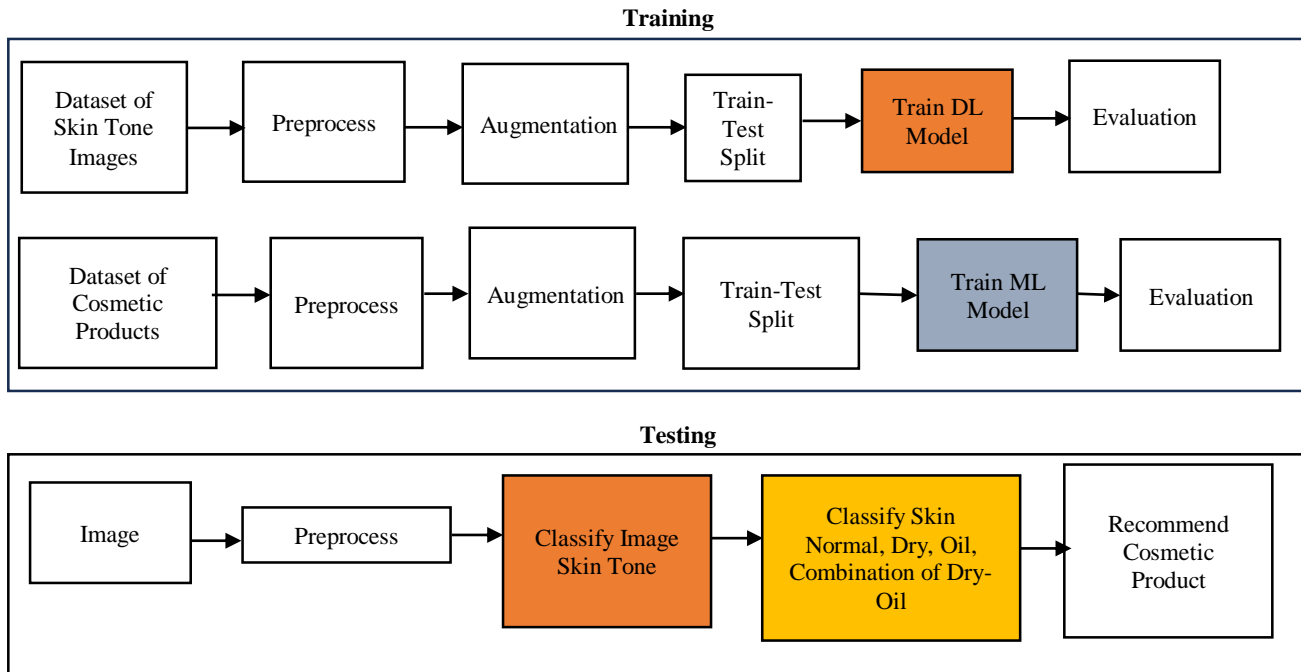 Training
Dataset of
Skin Tone
Images
Preprocess
Augmentation
Train-
Test
Split
Train DL
Model
Evaluation
Dataset of
Cosmetic
Products
Preprocess
Augmentation
Train-Test
Split
Train ML
Model
Evaluation
Testing
Image
Preprocess
Classify Image
Skin Tone
Classify Skin
Normal, Dry, Oil,
Combination of Dry-
Oil
Recommend
Cosmetic
Product